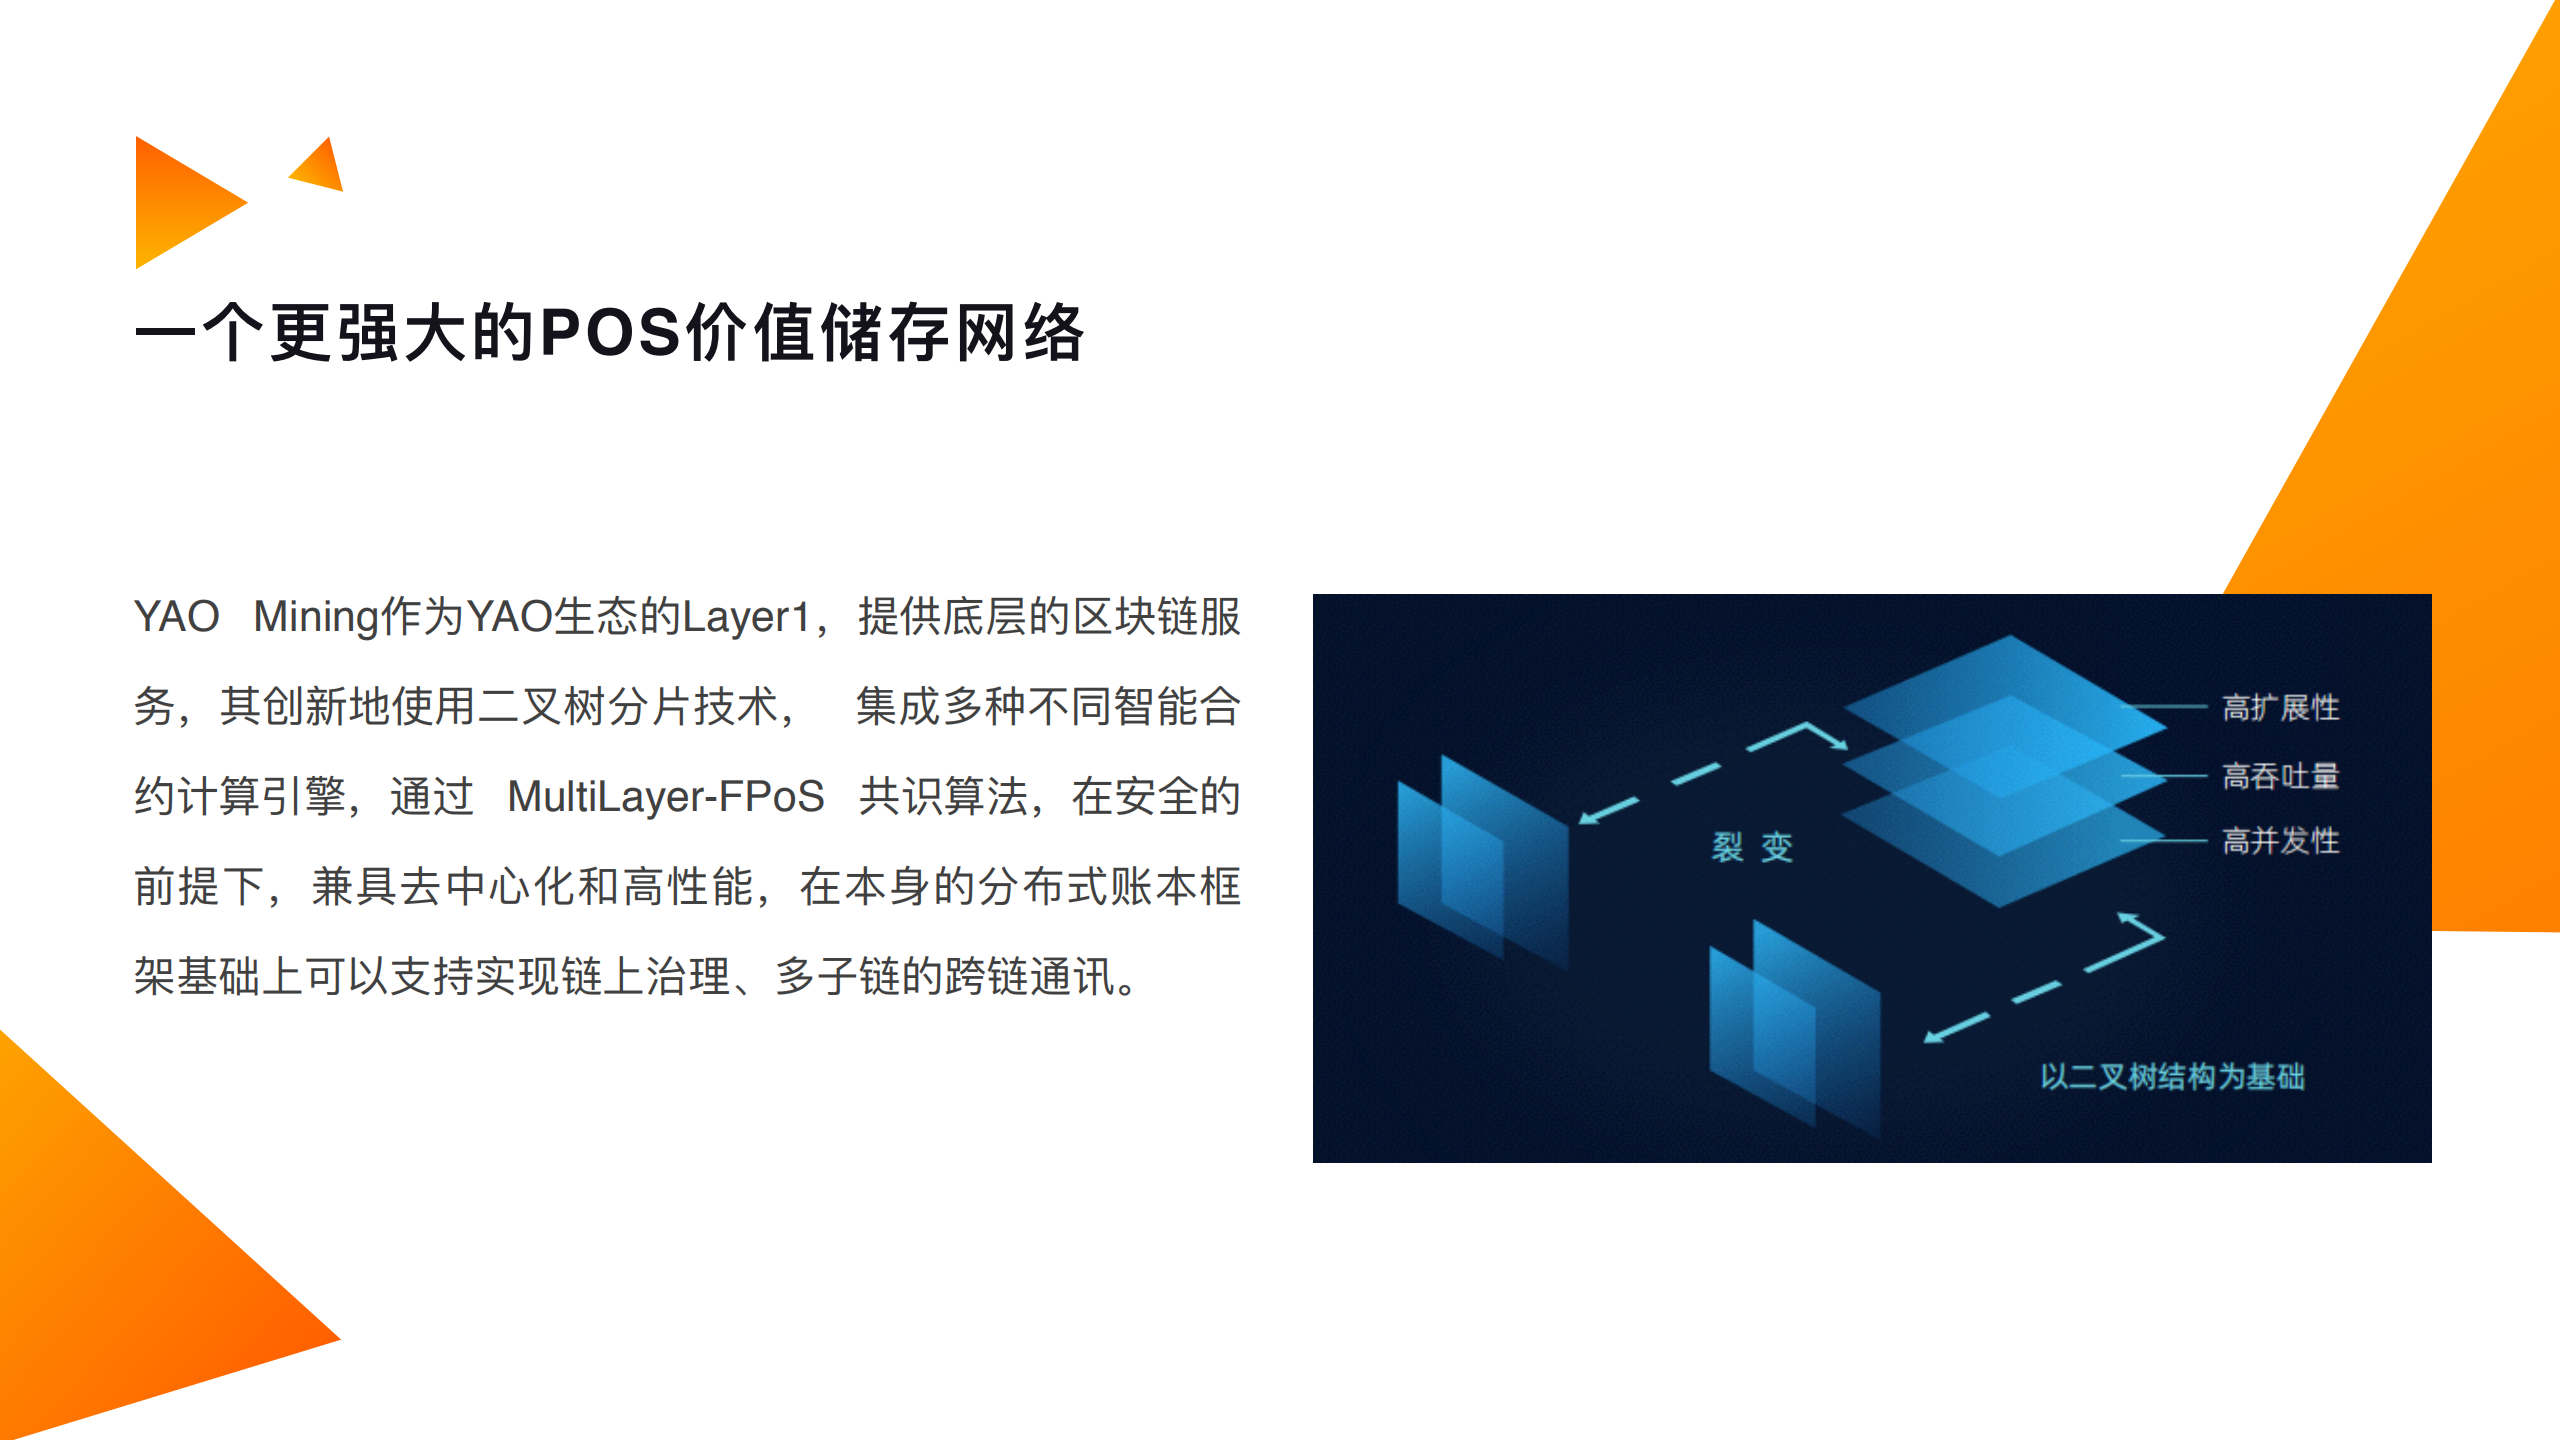 一个更强大的POS价值储存网络
YAO Mining作为YAO生态的Layer1，提供底层的区块链服
务，其创新地使用二叉树分片技术， 集成多种不同智能合
约计算引擎，通过 MultiLayer-FPoS 共识算法，在安全的
前提下，兼具去中心化和高性能，在本身的分布式账本框
架基础上可以支持实现链上治理、多子链的跨链通讯。
高扩展性
高吞吐量
高并发性
裂 变
以二叉树结构为基础